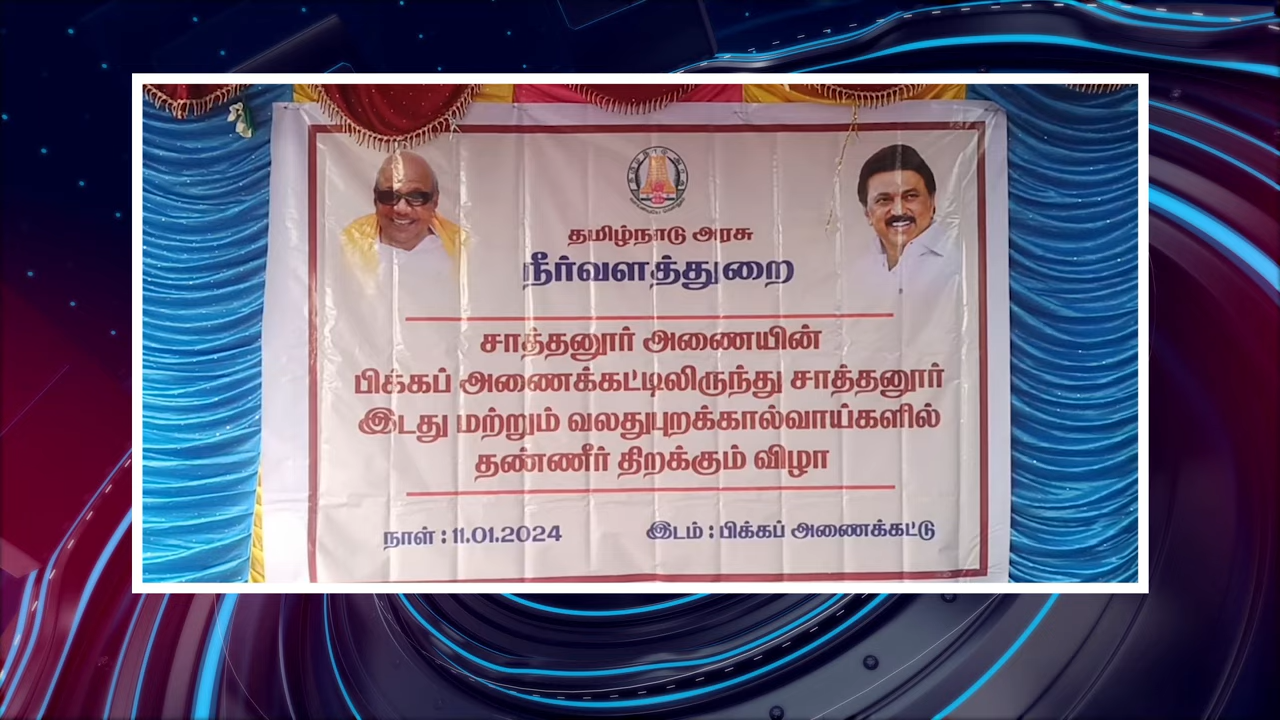 தமிழ்நாடு அரசு
நீர்வளத்துறை
சாத்தனூர் அணையின்
பிக்கப் அணைக்கட்டிலிருந்து சாத்தனூர்
இடது மற்றும் வலதுபுறக்கால்வாய்களில்
தண்ணீர் திறக்கும் விழா
நாள் : 11.01.2024
இடம் : பிக்கப் அணைக்கட்டு